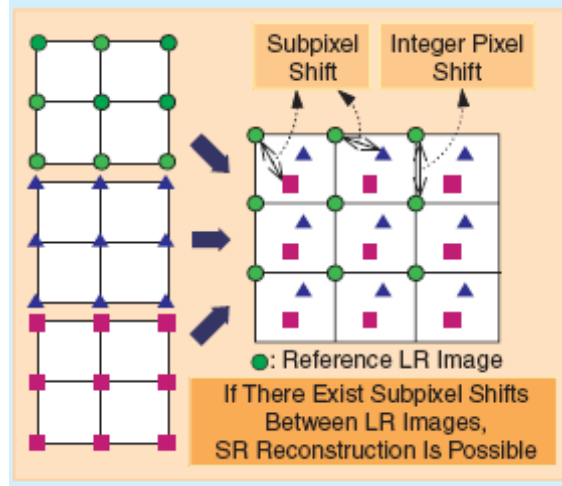 Subpixel
Shift
Integer Pixel
Shift
: Reference LR Image
If There Exist Subpixel Shifts
Between LR Images,
SR Reconstruction Is Possible